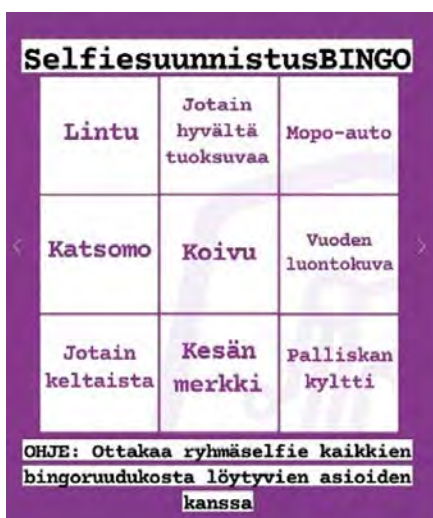 SelfiesuunnistusBINGO
Lintu
Jotain
hyvältä
tuoksuvaa
Mopo-auto
Katsomo
Koivu
Vuoden
luontokuva
Jotain
keltaista
Kesän
merkki
Palliskan
kyltti
OHJE: Ottakaa ryhmäselfie kaikkien
bingoruudukosta löytyvien asioiden
kanssa